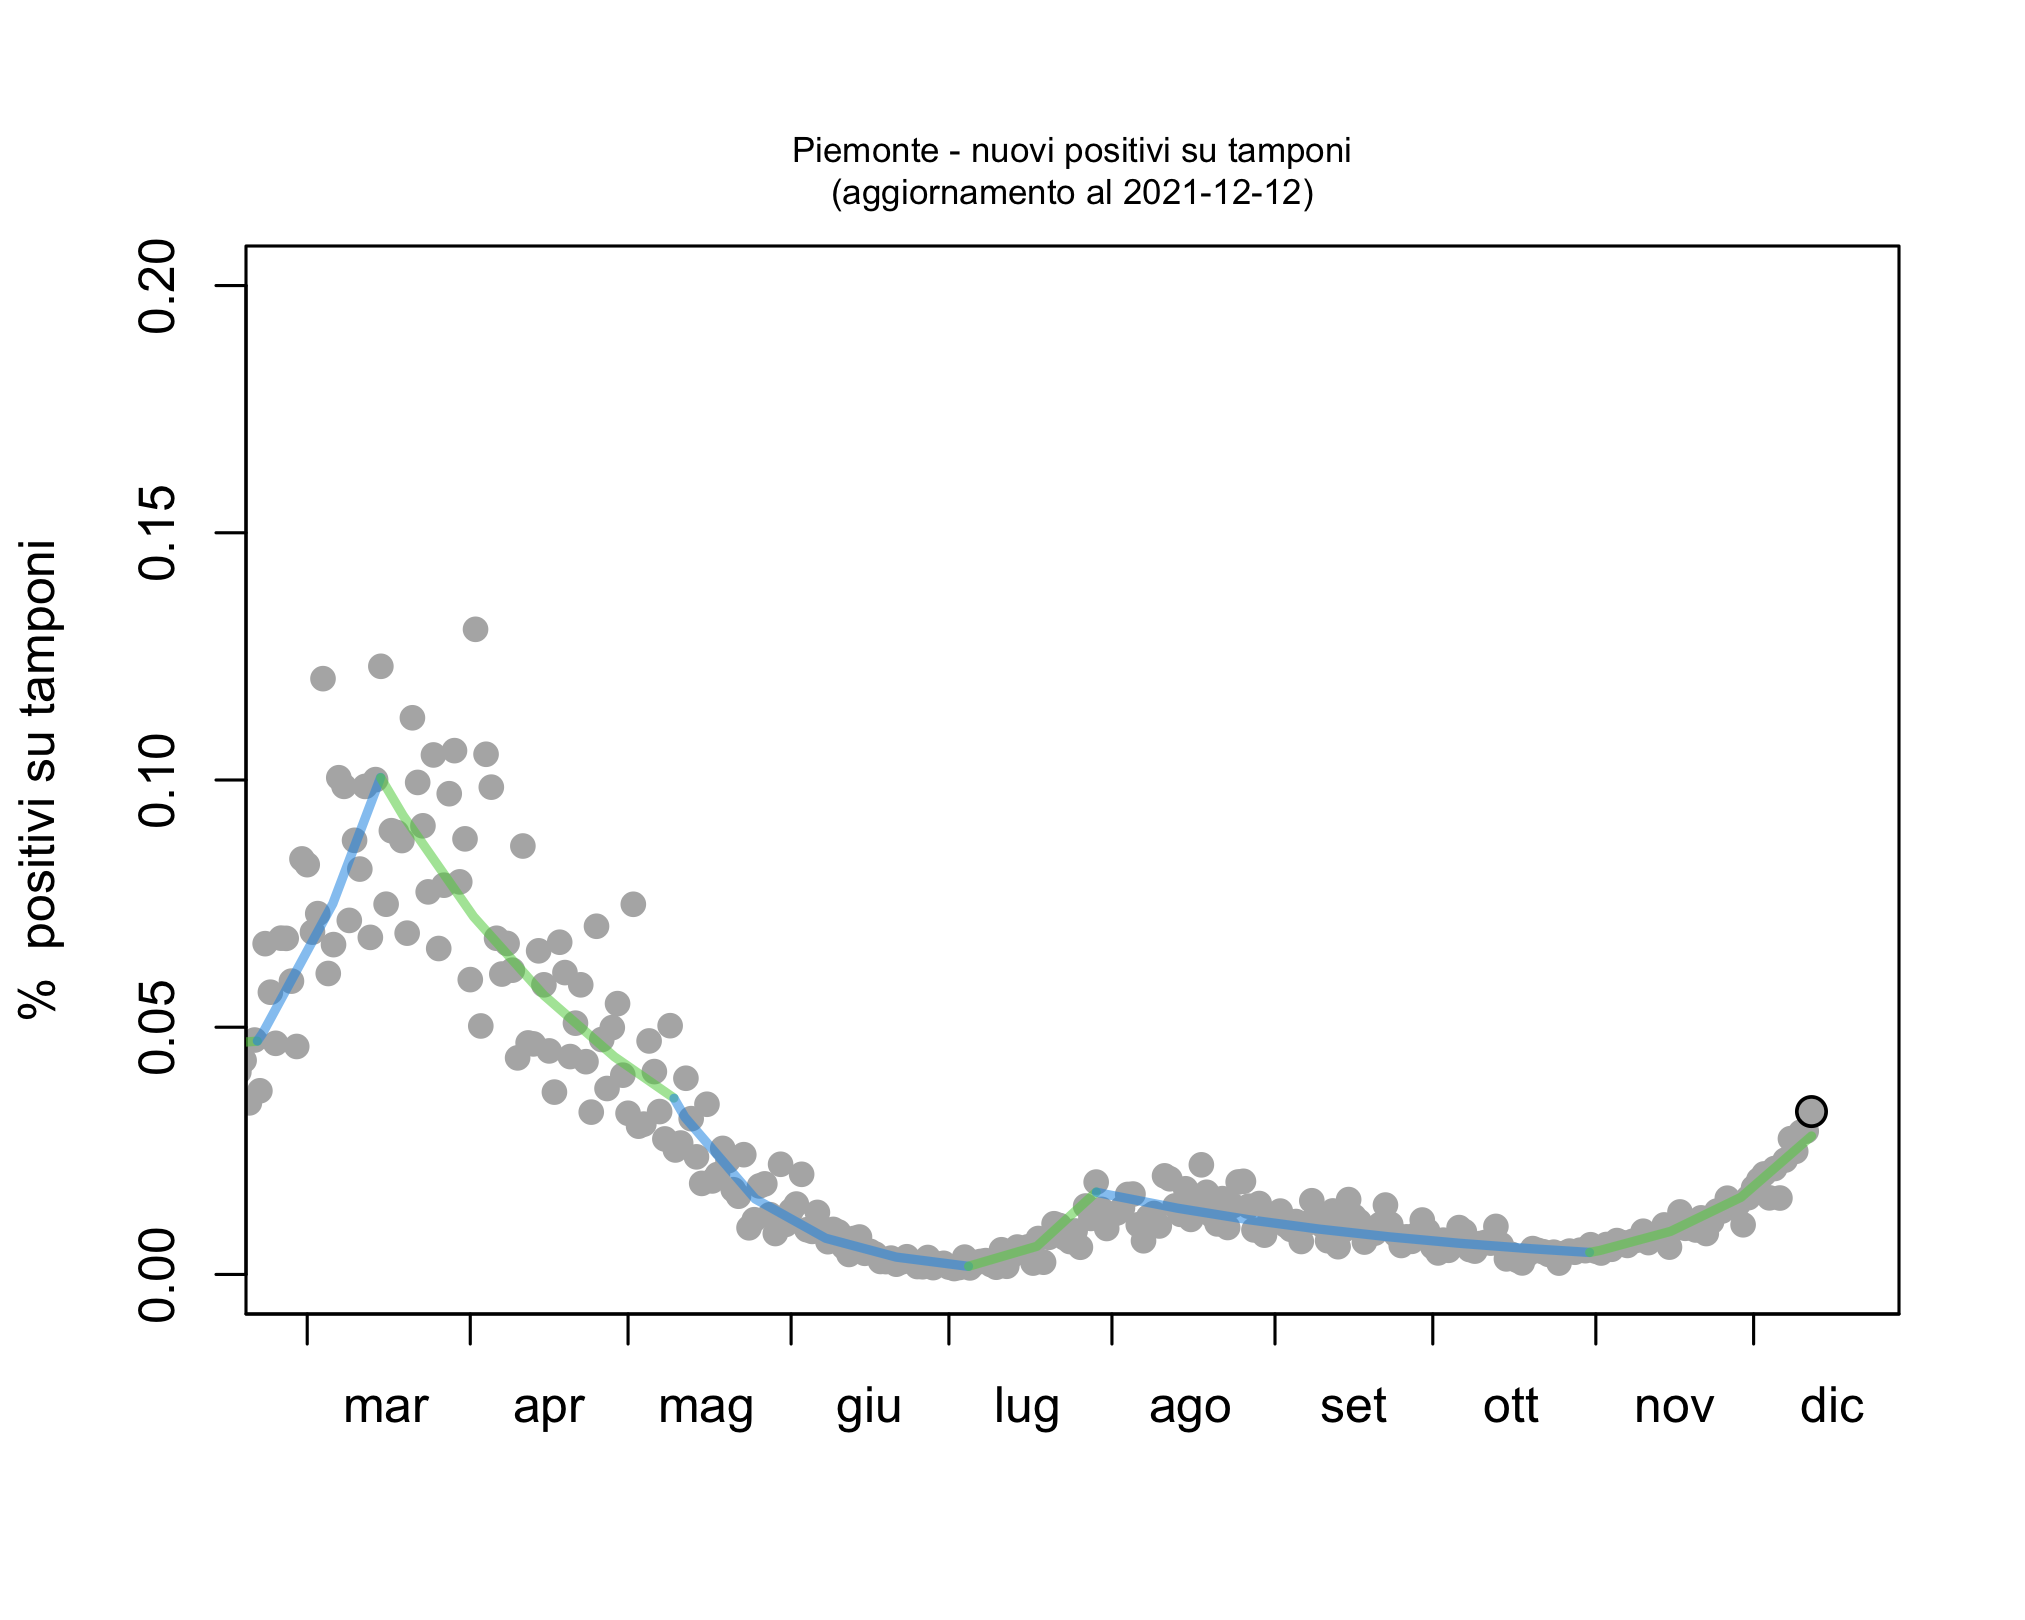 Piemonte - nuovi positivi su tamponi
(aggiornamento al 2021-12-12)
% positivi su tamponi
0.20
0.15
0.10
0.05
0.00
mar apr mag giu lug ago set ott nov dic